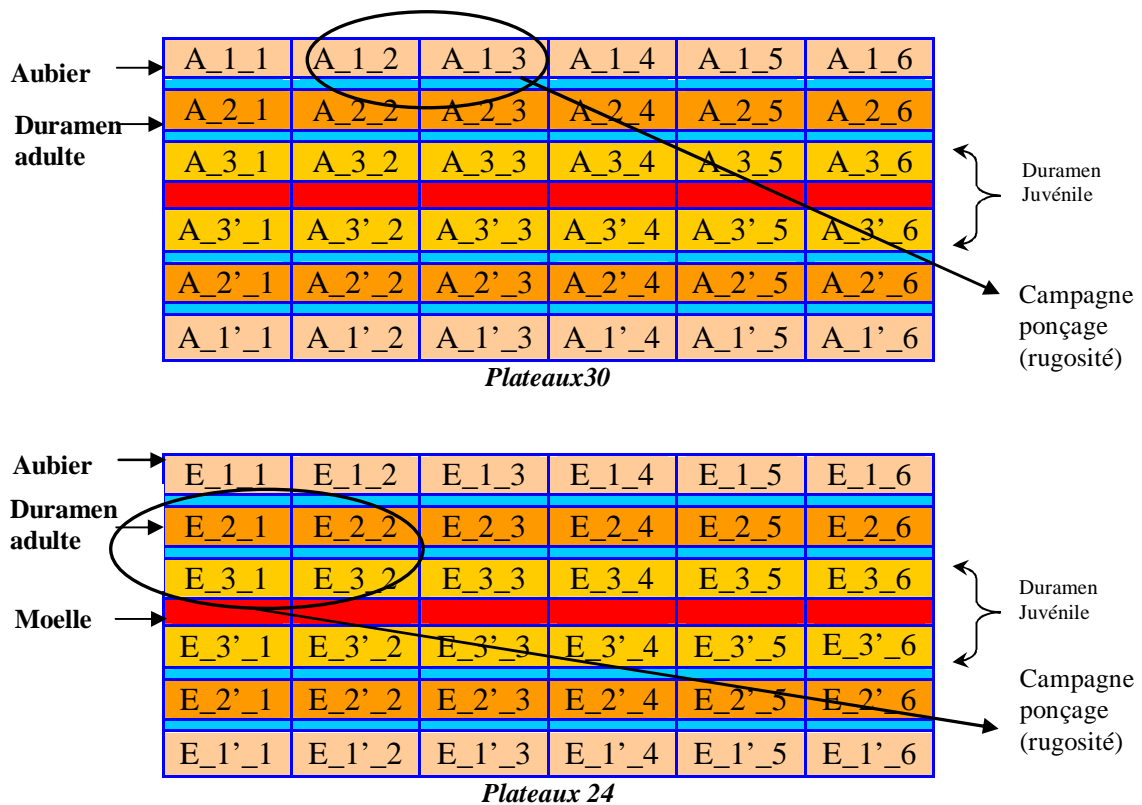 Aubier
A_1_1 A_1_2 A_1_3 A_1_4 A_1_5 A_1_6
Duramen
adulte
A_2_1 A_2_2 A_2_3 A_2_4 A_2_5 A_2_6
A_3_1 A_3_2 A_3_3 A_3_4 A_3_5 A_3_6
Duramen
Juvénile
A_3’_1 A_3’_2 A_3’_3 A_3’_4 A_3’_5 A_3’_6
A_2’_1 A_2’_2 A_2’_3 A_2’_4 A_2’_5 A_2’_6
A_1’_1 A_1’_2 A_1’_3 A_1’_4 A_1’_5 A_1’_6
Campagne
ponçage
(rugosité)
Plateaux30
Aubier
E_1_1 E_1_2 E_1_3 E_1_4 E_1_5 E_1_6
Duramen
adulte
E_2_1 E_2_2 E_2_3 E_2_4 E_2_5 E_2_6
E_3_1 E_3_2 E_3_3 E_3_4 E_3_5 E_3_6
Duramen
Juvénile
Moelle
E_3’_1 E_3’_2 E_3’_3 E_3’_4 E_3’_5 E_3’_6
E_2’_1 E_2’_2 E_2’_3 E_2’_4 E_2’_5 E_2’_6
E_1’_1 E_1’_2 E_1’_3 E_1’_4 E_1’_5 E_1’_6
Campagne
ponçage
(rugosité)
Plateaux 24